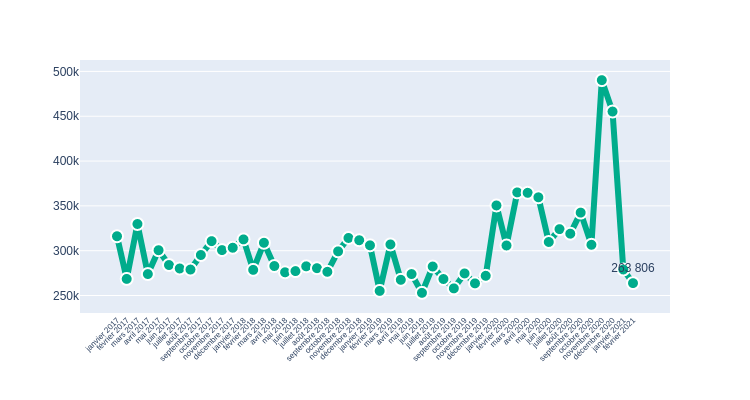 500k
450k
400k
350k
300k
250k
263 806
janvier 2017
février 2017
mars 2017
avril 2017
mai 2017
juin 2017
juillet 2017
août 2017
septembre 2017
octobre 2017
novembre 2017
décembre 2017
janvier 2018
février 2018
mars 2018
avril 2018
mai 2018
juin 2018
juillet 2018
août 2018
septembre 2018
octobre 2018
novembre 2018
décembre 2018
janvier 2019
février 2019
mars 2019
avril 2019
mai 2019
juin 2019
juillet 2019
août 2019
septembre 2019
octobre 2019
novembre 2019
décembre 2019
janvier 2020
février 2020
mars 2020
avril 2020
mai 2020
juin 2020
juillet 2020
août 2020
septembre 2020
octobre 2020
novembre 2020
décembre 2020
janvier 2021
février 2021